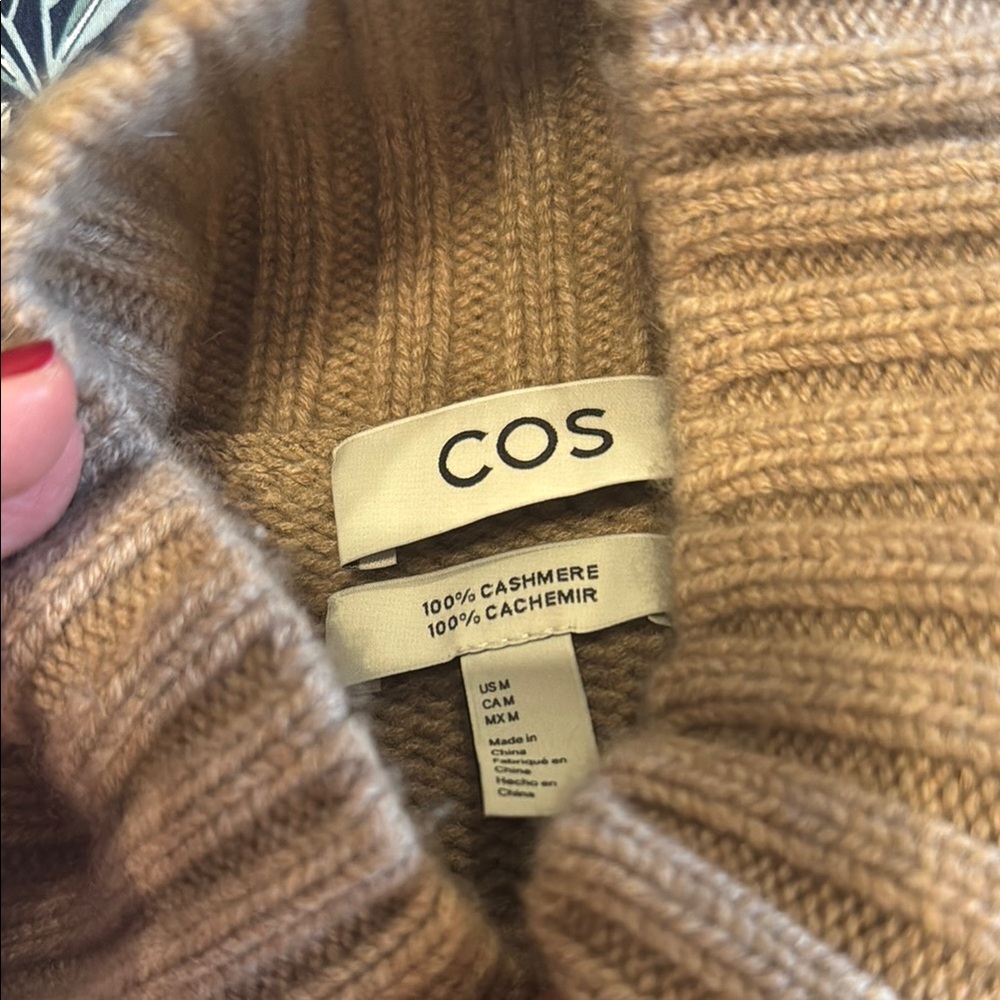 COS
100% CASHMERE
100% CACHEMIR
US M
CA M
MX M
Made in
China
Fabriqué en
Chine
Hecho en
China